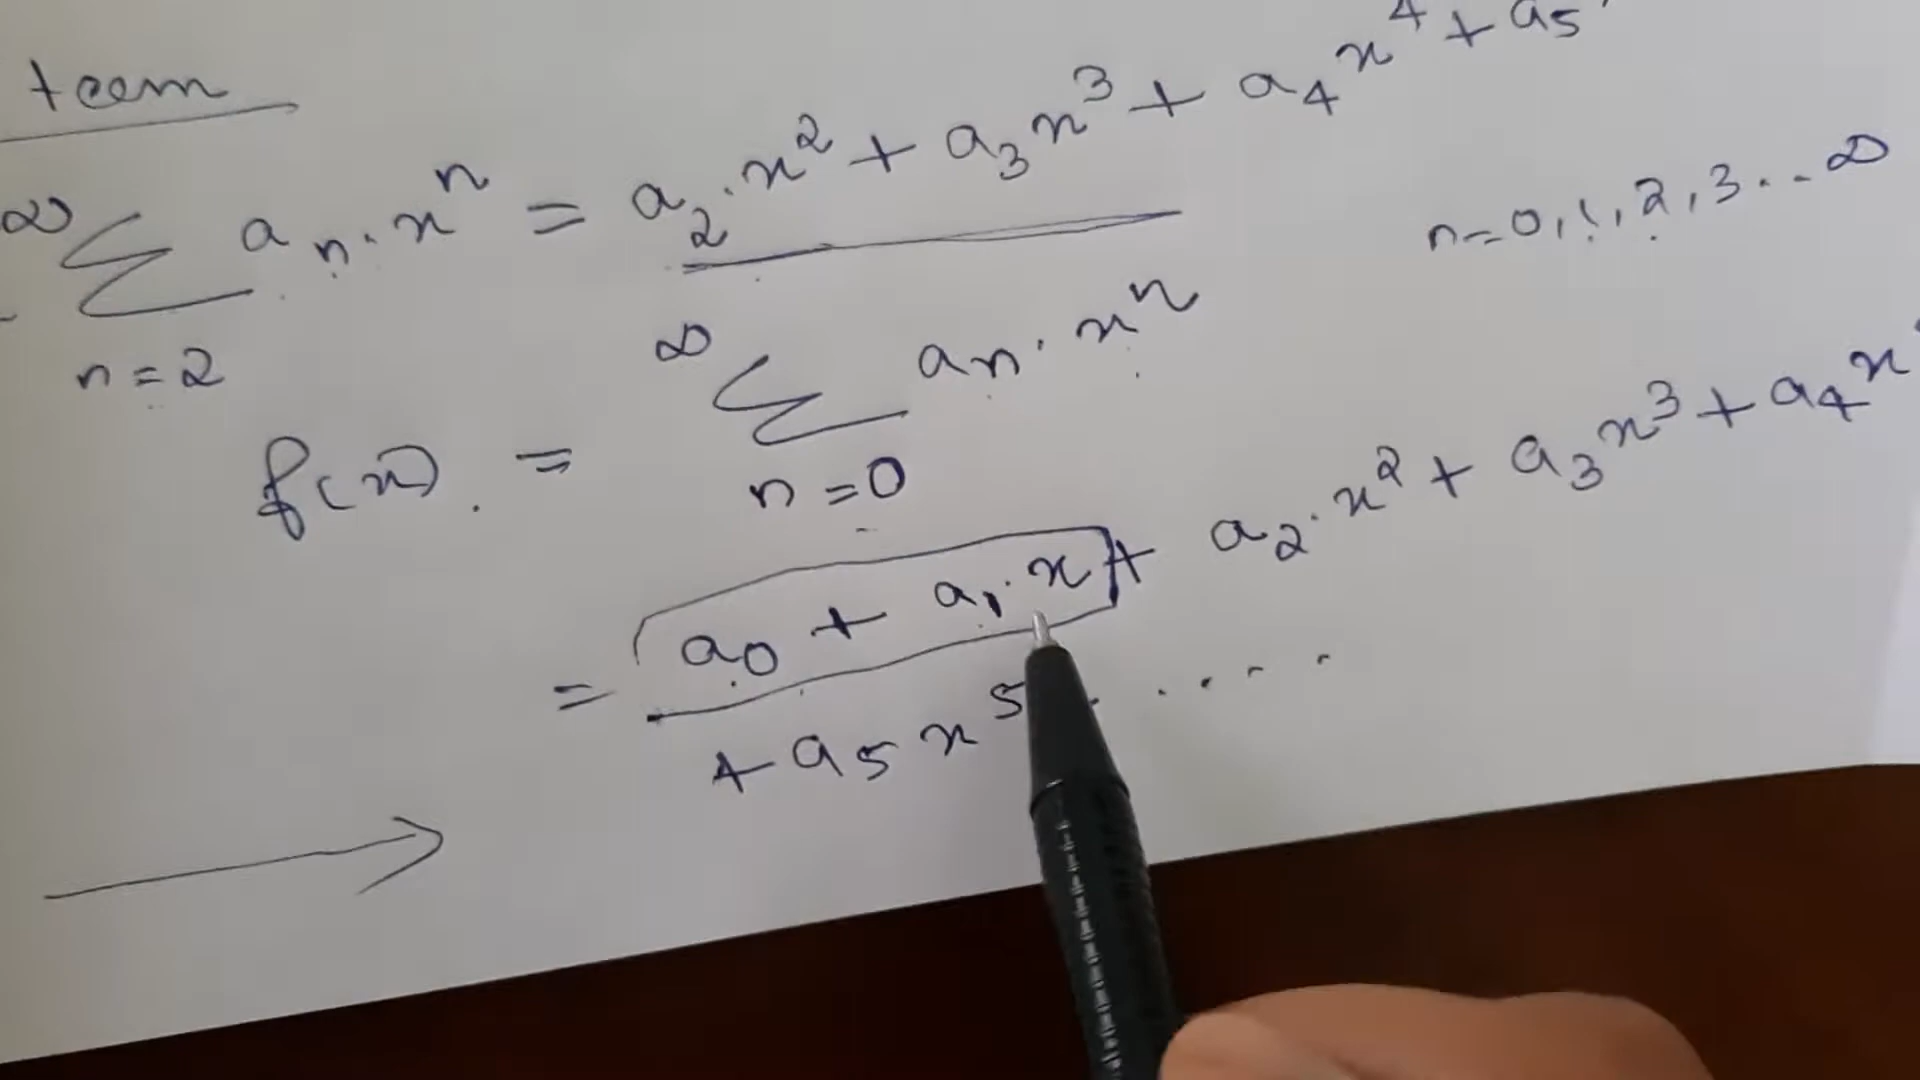 term
∞ ∑ n=2 aₙ · xⁿ = a₂ · x² + a₃x³ + a₄x⁴ + a₅
n = 0, 1, 2, 3 . . . ∞
f(x) = ∞ ∑ n=0 aₙ · xⁿ
= a₀ + a₁ · x + a₂ · x² + a₃x³ + a₄x
+ a₅x⁵ . . . . .